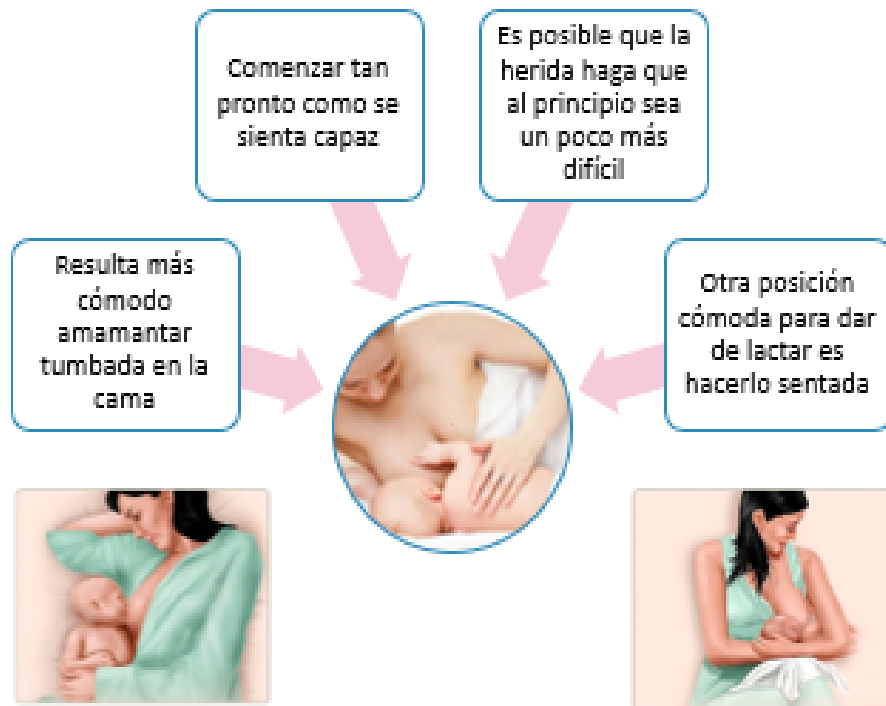 Comenzar tan
pronto como se
sienta capaz
Es posible que la
herida haga que
al principio sea
un poco más
difícil
Resulta más
cómodo
amamantar
tumbada en la
cama
Otra posición
cómoda para dar
de lactar es
hacerlo sentada